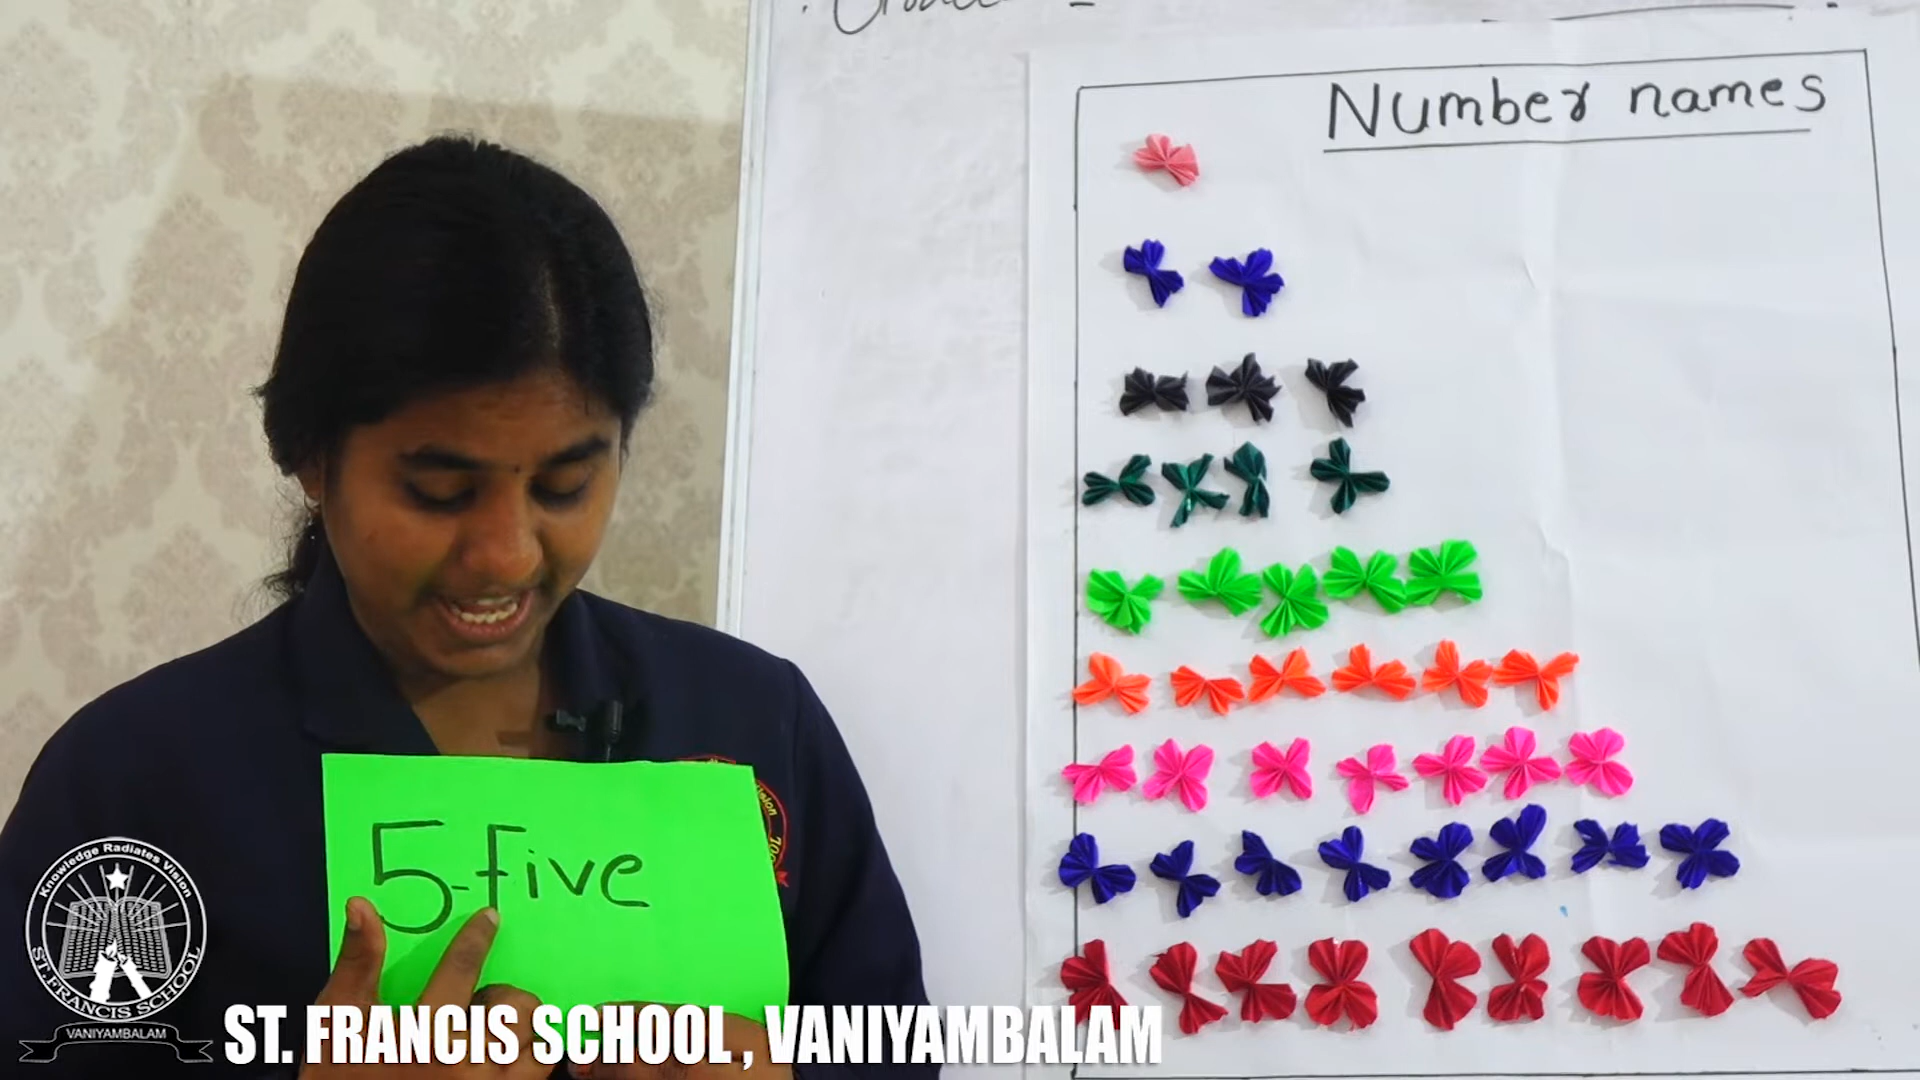 Number names
5-five
Knowledge Radiates Vision
ST. FRANCIS SCHOOL
VANIYAMBALAM
ST. FRANCIS SCHOOL , VANIYAMBALAM